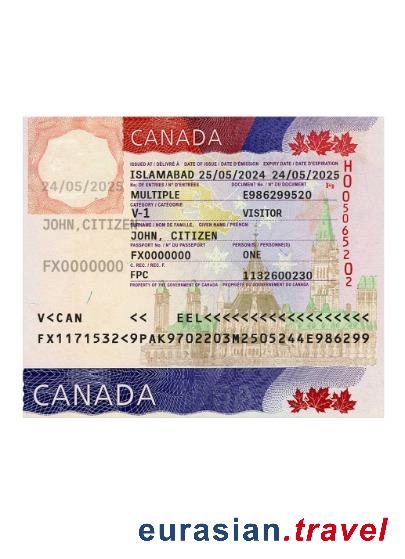 CANADA
ISSUED AT / DÉLIVRÉ À DATE OF ISSUE / DATE D'ÉMISSION EXPIRY DATE / DATE D'EXPIRATION
ISLAMABAD 25/05/2024 24/05/2025
No. OF ENTRIES / Nº D'ENTRÉES DOCUMENT No. / Nº DU DOCUMENT
24/05/2025
MULTIPLE E986299520
CATEGORY / CATÉGORIE
V-1 VISITOR
SURNAME / NOM DE FAMILLE, GIVEN NAME / PRÉNOM
JOHN, CITIZEN
JOHN, CITIZEN
PASSPORT No. / Nº DU PASSEPORT PERSON(S) / PERSONNE(S)
FX0000000 ONE
FX0000000
C. REC. / REF. C.
FPC 1132600230
PROPERTY OF THE GOVERNMENT OF CANADA / PROPRIÉTÉ DU GOUVERNEMENT DU CANADA
H005065202
V<CAN << EEL<<<<<<<<<<<<<<<<<<
FX1171532<9PAK9702203M2505244E986299
CANADA
eurasian.travel